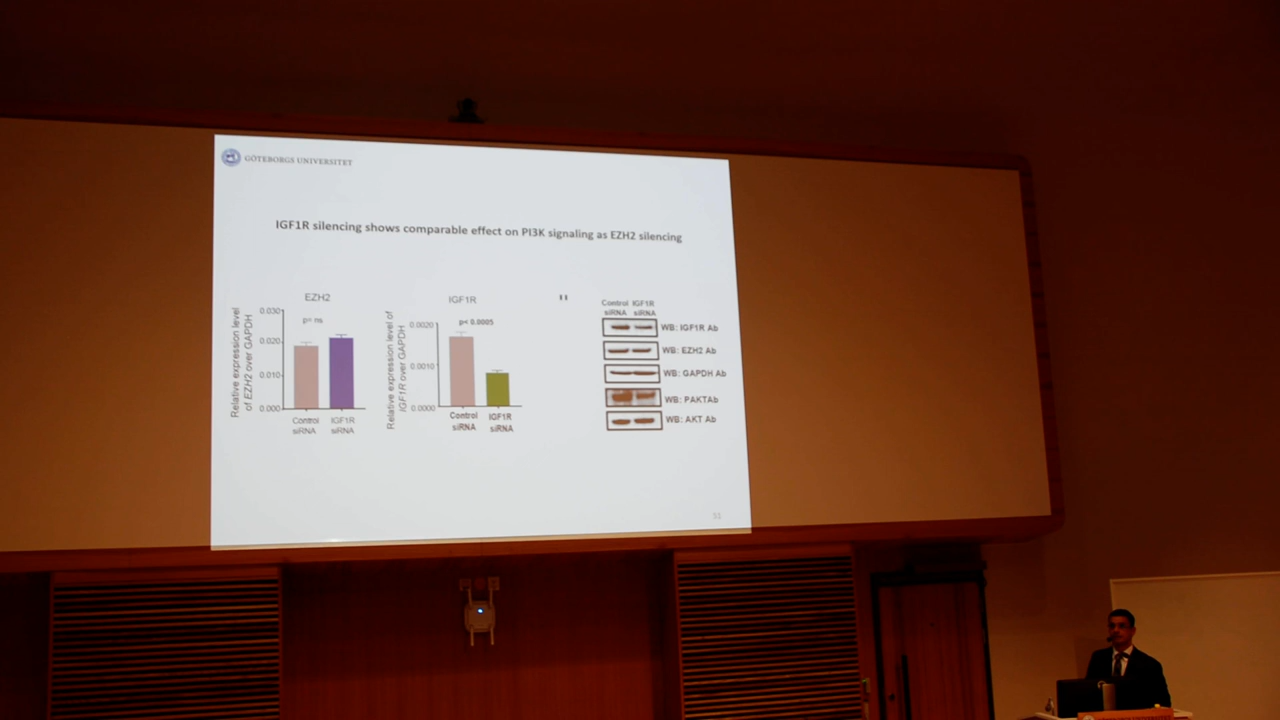 GÖTEBORGS UNIVERSITET
IGF1R silencing shows comparable effect on PI3K signaling as EZH2 silencing
EZH2
Relative expression level
of EZH2 over GAPDH
0.030
0.020
0.010
0.000
p= ns
Control
siRNA
IGF1R
siRNA
IGF1R
Relative expression level of
IGF1R over GAPDH
0.0020
0.0010
0.0000
p< 0.0005
Control
siRNA
IGF1R
siRNA
Control IGF1R
siRNA siRNA
WB: IGF1R Ab
WB: EZH2 Ab
WB: GAPDH Ab
WB: PAKTAb
WB: AKT Ab